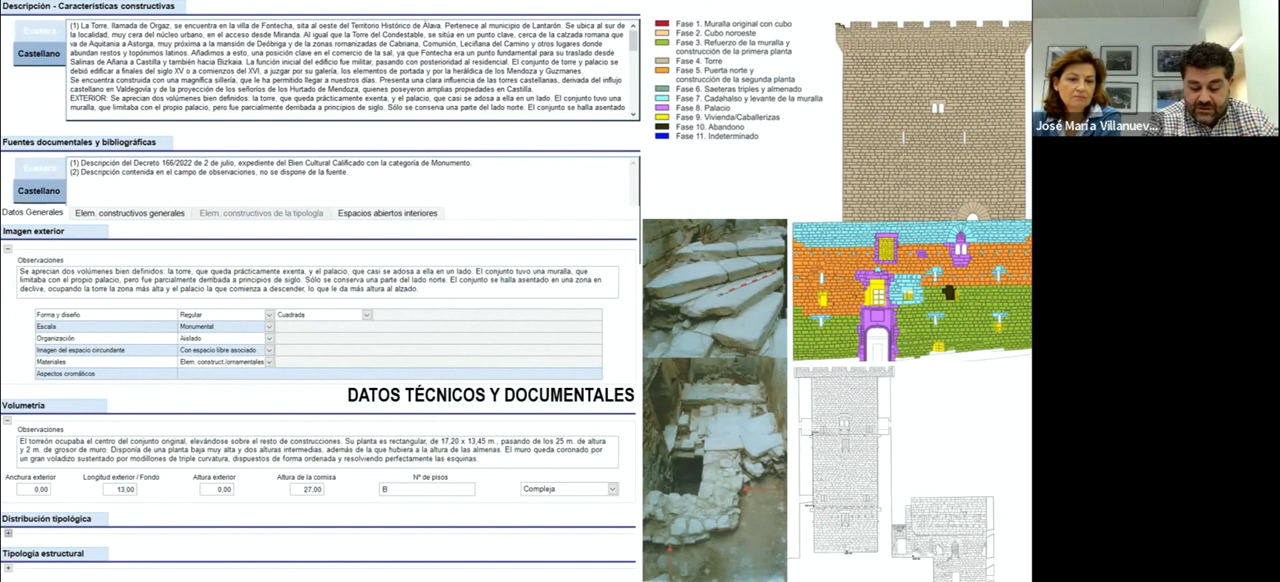 Descripción - Características constructivas
Euskera
Castellano
(1) La Torre, llamada de Orgaz, se encuentra en la villa de Fontecha, sita al oeste del Territorio Histórico de Álava. Pertenece al municipio de Lantarón. Se ubica al sur de
la localidad, muy cera del núcleo urbano, en el acceso desde Miranda. Al igual que la Torre del Condestable, se sitúa en un punto clave, cerca de la calzada romana que
va de Aquitania a Astorga, muy próxima a la mansión de Deóbriga y de la zonas romanizadas de Cabriana, Comunión, Leciñana del Camino y otros lugares donde
abundan restos y topónimos latinos. Añadimos a esto, una posición clave en el comercio de la sal, ya que Fontecha era un punto fundamental para su traslado desde
Salinas de Añana a Castilla y también hacia Bizkaia. La función inicial del edificio fue militar, pasando con posterioridad al residencial. El conjunto de torre y palacio se
debió edificar a finales del siglo XV o a comienzos del XVI, a juzgar por su galería, los elementos de portada y por la heráldica de los Mendoza y Guzmanes.
Se encuentra construida con una magnífica sillería, que le ha permitido llegar a nuestros días. Presenta una clara influencia de las torres castellanas, derivada del influjo
castellano en Valdegovía y de la proyección de los señoríos de los Hurtado de Mendoza, quienes poseyeron amplias propiedades en Castilla.
EXTERIOR: Se aprecian dos volúmenes bien definidos: la torre, que queda prácticamente exenta, y el palacio, que casi se adosa a ella en un lado. El conjunto tuvo una
muralla, que limitaba con el propio palacio, pero fue parcialmente derribada a principios de siglo. Sólo se conserva una parte del lado norte. El conjunto se halla asentado
Fuentes documentales y bibliográficas
Euskera
Castellano
(1) Descripción del Decreto 166/2022 de 2 de julio, expediente del Bien Cultural Calificado con la categoría de Monumento.
(2) Descripción contenida en el campo de observaciones, no se dispone de la fuente.
Datos Generales Elem. constructivos generales Elem. constructivos de la tipología Espacios abiertos interiores
Imagen exterior
Observaciones
Se aprecian dos volúmenes bien definidos: la torre, que queda prácticamente exenta, y el palacio, que casi se adosa a ella en un lado. El conjunto tuvo una muralla, que
limitaba con el propio palacio, pero fue parcialmente derribada a principios de siglo. Sólo se conserva una parte del lado norte. El conjunto se halla asentado en una zona en
declive, ocupando la torre la zona más alta y el palacio la que comienza a descender, lo que le da más altura al alzado.
Forma y diseño Regular Cuadrada
Escala Monumental
Organización Aislado
Imagen del espacio circundante Con espacio libre asociado
Materiales Elem. construct./ornamentales
Aspectos cromáticos
DATOS TÉCNICOS Y DOCUMENTALES
Volumetría
Observaciones
El torreón ocupaba el centro del conjunto original, elevándose sobre el resto de construcciones. Su planta es rectangular, de 17,20 x 13,45 m., pasando de los 25 m. de altura
y 2 m. de grosor de muro. Disponía de una planta baja muy alta y dos alturas intermedias, además de la que hubiera a la altura de las almenas. El muro queda coronado por
un gran voladizo sustentado por modillones de triple curvatura, dispuestos de forma ordenada y resolviendo perfectamente las esquinas.
Anchura exterior Longitud exterior / Fondo Altura exterior Altura de la cornisa Nº de pisos
0,00 13,00 0,00 27,00 B Compleja
Distribución tipológica
Tipología estructural
Fase 1. Muralla original con cubo
Fase 2. Cubo noroeste
Fase 3. Refuerzo de la muralla y
construcción de la primera planta
Fase 4. Torre
Fase 5. Puerta norte y
construcción de la segunda planta
Fase 6. Saeteras triples y almenado
Fase 7. Cadahalso y levante de la muralla
Fase 8. Palacio
Fase 9. Vivienda/Caballerizas
Fase 10. Abandono
Fase 11. Indeterminado
José María Villanuev...